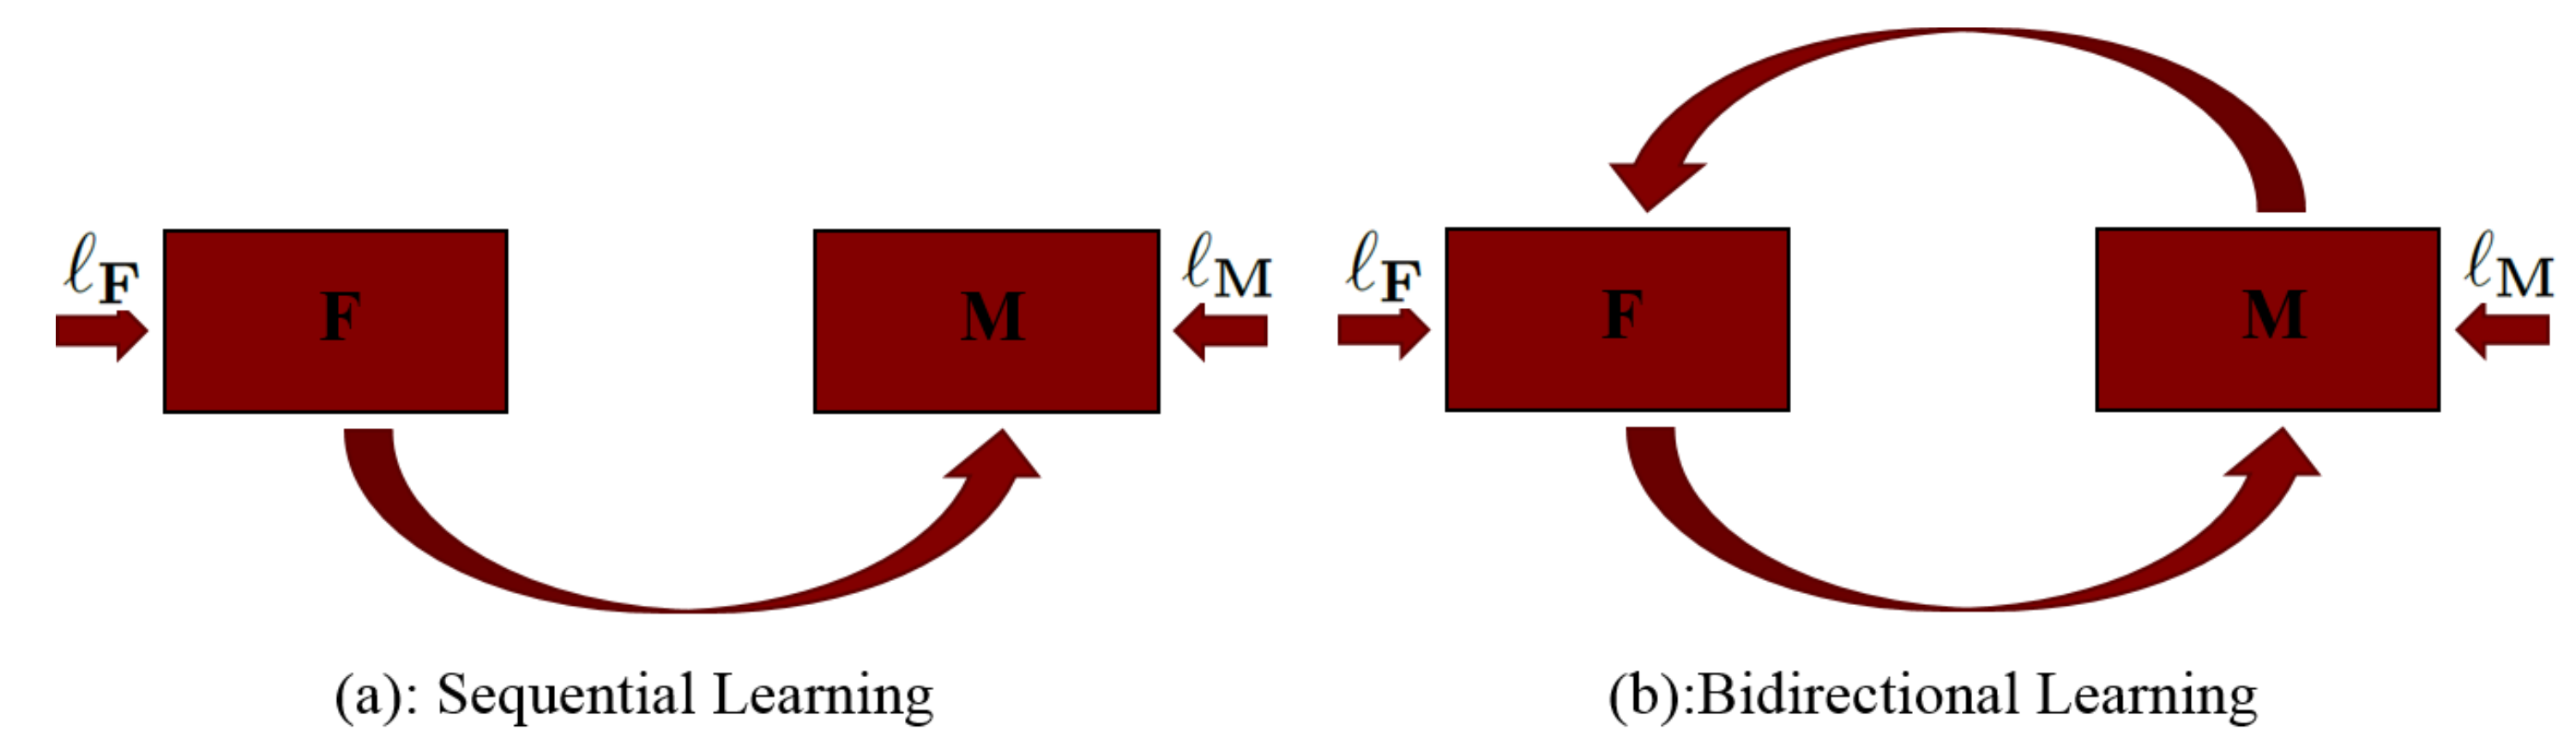 ℓF F M ℓM
ℓF F M ℓM
(a): Sequential Learning
(b):Bidirectional Learning